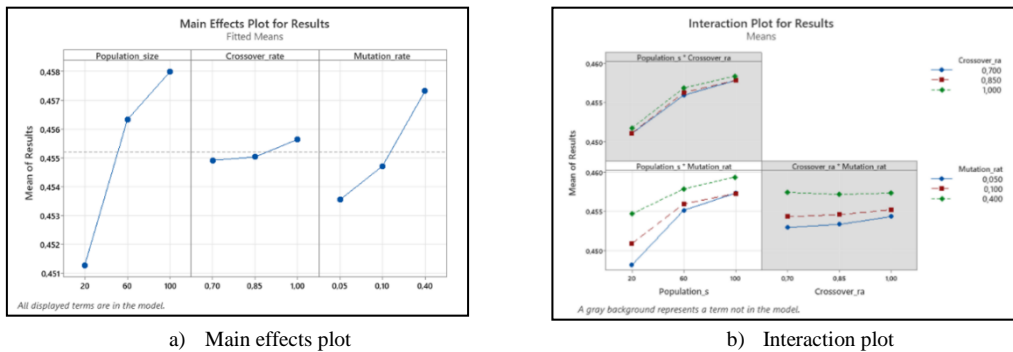 Main Effects Plot for Results
Fitted Means
Population_size Crossover_rate Mutation_rate
0,458
0,457
0,456
0,455
0,454
0,453
0,452
0,451
Mean of Results
20 60 100 0,70 0,85 1,00 0,05 0,10 0,40
All displayed terms are in the model.
a) Main effects plot
Interaction Plot for Results
Means
Population_s * Crossover_ra
0,460
0,455
0,450
Crossover_ra
0,700
0,850
1,000
Mean of Results
Population_s * Mutation_rat Crossover_ra * Mutation_rat
0,460
0,455
0,450
Mutation_rat
0,050
0,100
0,400
20 60 100 0,70 0,85 1,00
Population_s Crossover_ra
A gray background represents a term not in the model.
b) Interaction plot